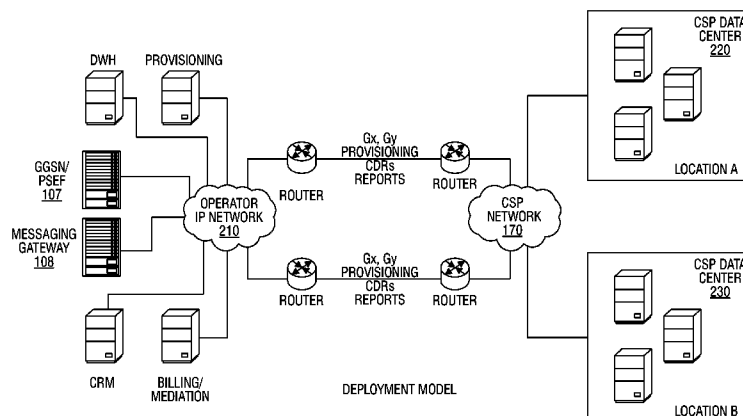 DWH
PROVISIONING
GGSN/
PSEF
107
MESSAGING
GATEWAY
108
CRM
BILLING/
MEDIATION
OPERATOR
IP NETWORK
210
ROUTER
Gx, Gy
PROVISIONING
CDRs
REPORTS
ROUTER
ROUTER
Gx, Gy
PROVISIONING
CDRs
REPORTS
ROUTER
CSP
NETWORK
170
CSP DATA
CENTER
220
LOCATION A
CSP DATA
CENTER
230
LOCATION B
DEPLOYMENT MODEL